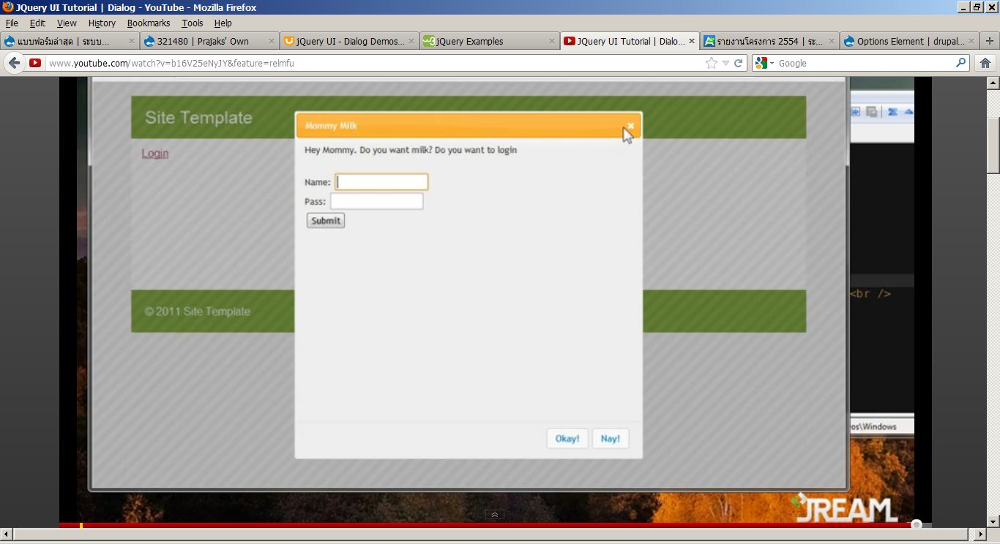 JQuery UI Tutorial | Dialog - YouTube - Mozilla Firefox
File Edit View History Bookmarks Tools Help
แบบฟอร์มล่าสุด | ระบบ...
321480 | Prajaks' Own
jQuery UI - Dialog Demos...
w3
jQuery Examples
JQuery UI Tutorial | Dialo...
รายงานโครงการ 2554 | ระ...
Options Element | drupal...
www.youtube.com/watch?v=b16V25eNyJY&feature=relmfu
Google
Site Template
Login
Mommy Milk
Hey Mommy. Do you want milk? Do you want to login
Name:
Pass:
Submit
© 2011 Site Template
<br />
os\Windows
Okay! Nay!
JREAM